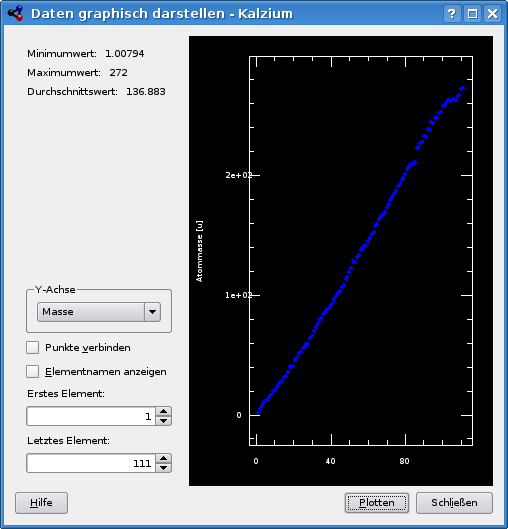 Daten graphisch darstellen - Kalzium
Minimumwert: 1.00794
Maximumwert: 272
Durchschnittswert: 136.883
Y-Achse
Masse
Punkte verbinden
Elementnamen anzeigen
Erstes Element:
1
Letztes Element:
111
Atommasse [u]
2e+02
1e+02
0
0 40 80
Hilfe
Plotten
Schließen